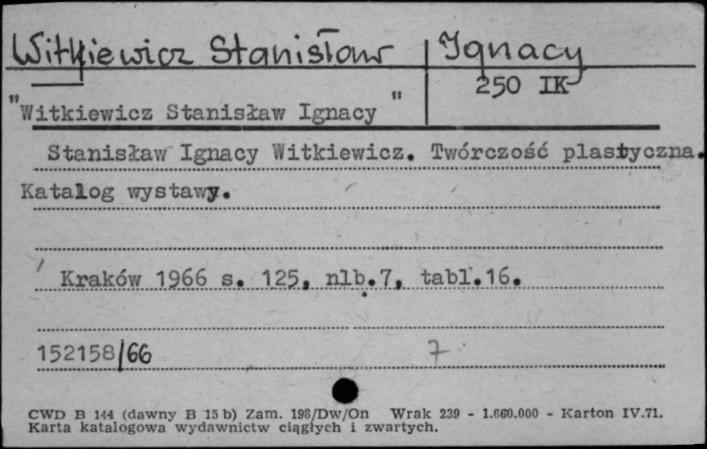 Witkiewicz Stanisław Ignacy
250 IK
"Witkiewicz Stanisław Ignacy "
Stanisław Ignacy Witkiewicz. Twórczość plastyczna.
Katalog wystawy.
Kraków 1966 s. 125, nlb.7, tabl.16.
152158/66 7
CWD B 144 (dawny B 15 b) Zam. 198/Dw/On Wrak 239 - 1.660.000 - Karton IV.71.
Karta katalogowa wydawnictw ciągłych i zwartych.